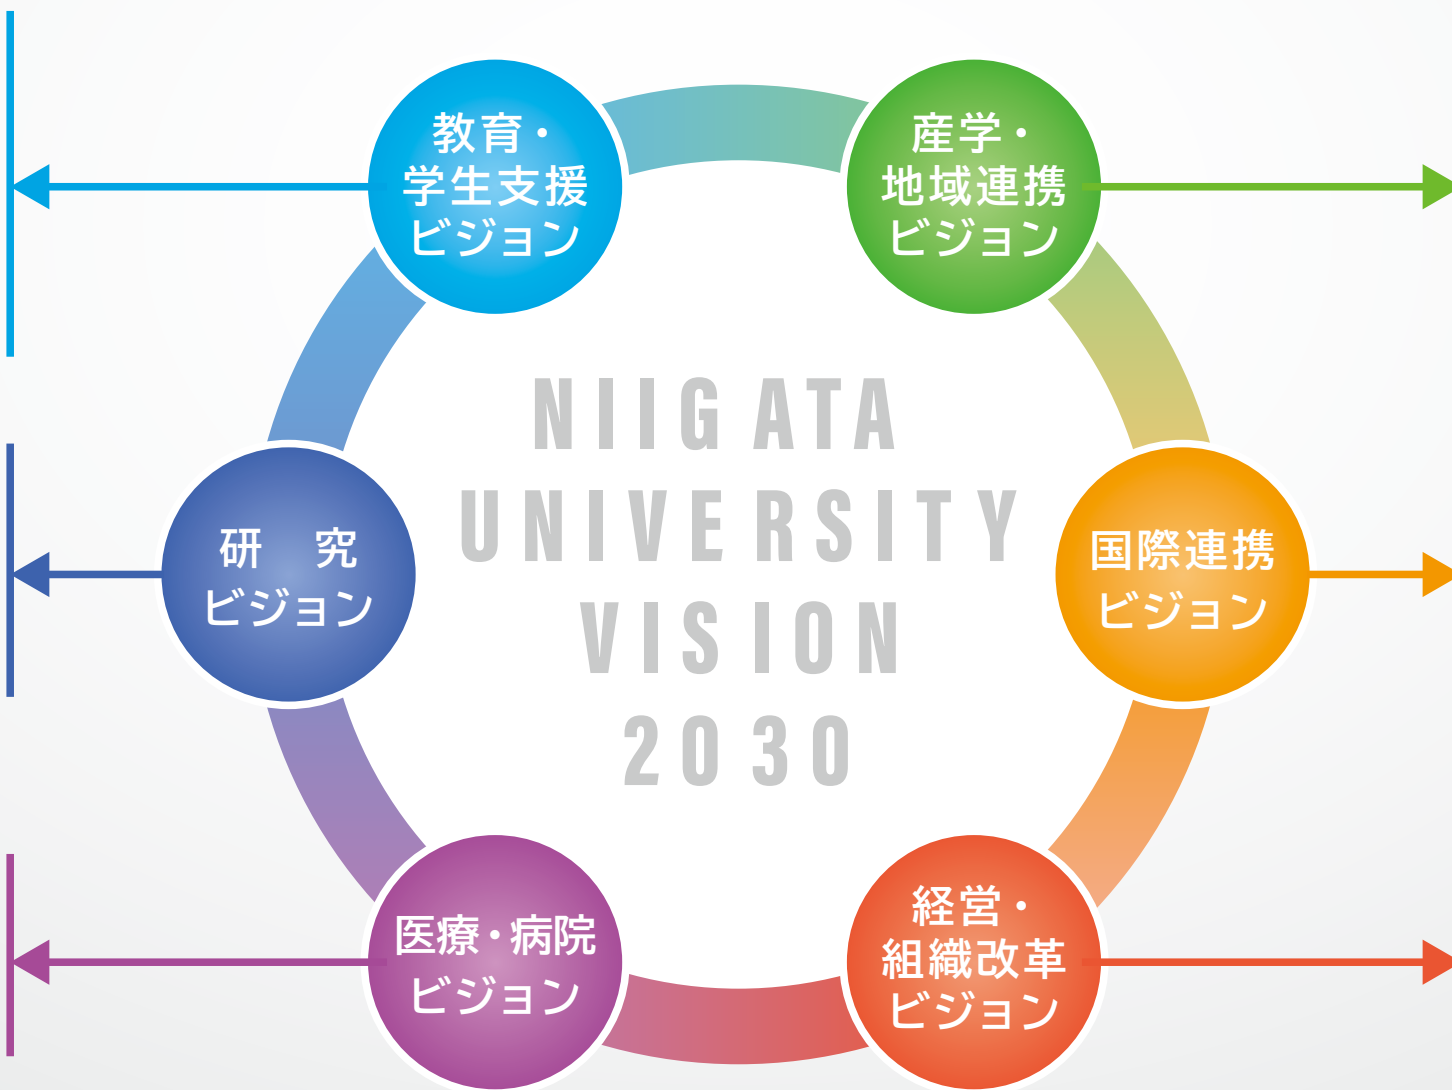 教育・
学生支援
ビジョン
産学・
地域連携
ビジョン
NIIGATA
UNIVERSITY
VISION
2030
研 究
ビジョン
国際連携
ビジョン
医療・病院
ビジョン
経営・
組織改革
ビジョン